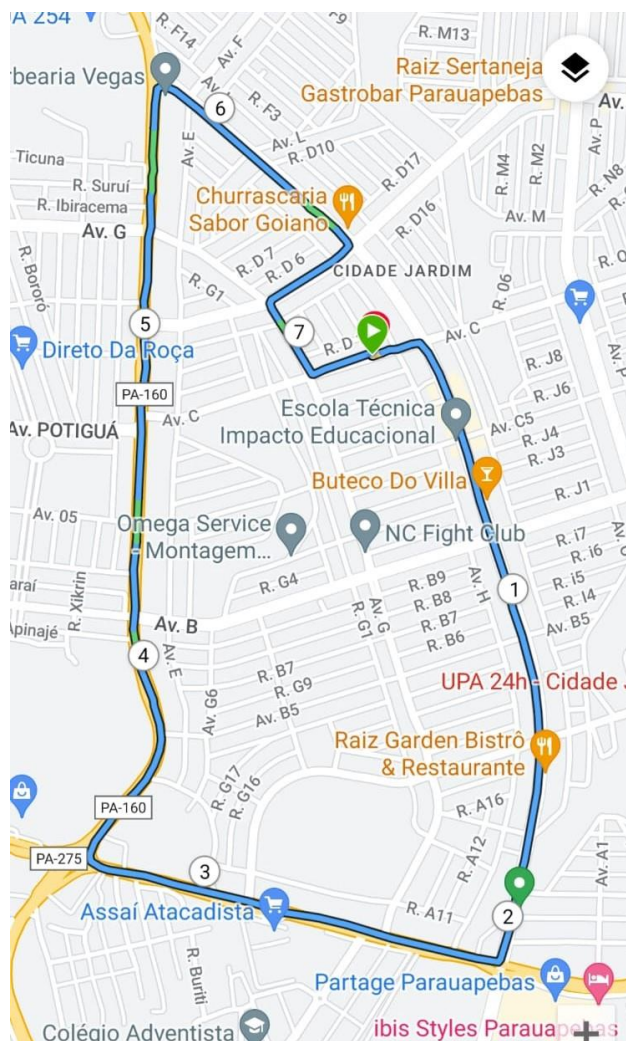 PA 254
R. F14
Av. F
R. F9
R. M13
rbearia Vegas
Raiz Sertaneja
Gastrobar Parauapebas
6
R. F3
Av. L
R. D10
Av. E
Av. P
Ticuna
R. Suruí
R. Ibiracema
R. D17
R. M4
R. M2
R. N8
Churrascaria
Sabor Goiano
R. D16
Av. M
Av. G
R. D7
R. D6
CIDADE JARDIM
R. Bororó
R. G1
R. 06
5
7
R. D
Av. C
Direto Da Roça
R. J8
R. J6
PA-160
Av. C
Escola Técnica
Impacto Educacional
Av. C5
R. J4
R. J3
Av. POTIGUÁ
Buteco Do Villa
R. J1
Av. 05
Omega Service
- Montagem...
NC Fight Club
R. i7
R. i6
R. i5
R. I4
R. G4
R. Xikrin
araí
Apinajé
Av. B
Av. G
R. G1
R. B9
R. B8
R. B7
R. B6
Av. H
1
Av. B5
4
Av. E
Av. G6
R. B7
R. G9
Av. B5
UPA 24h - Cidade J
Raiz Garden Bistrô
& Restaurante
R. G17
R. G16
PA-160
R. A16
R. A12
Av. A1
PA-275
3
Assaí Atacadista
R. A11
2
R. Buriti
Partage Parauapebas
Colégio Adventista
ibis Styles Parauapebas